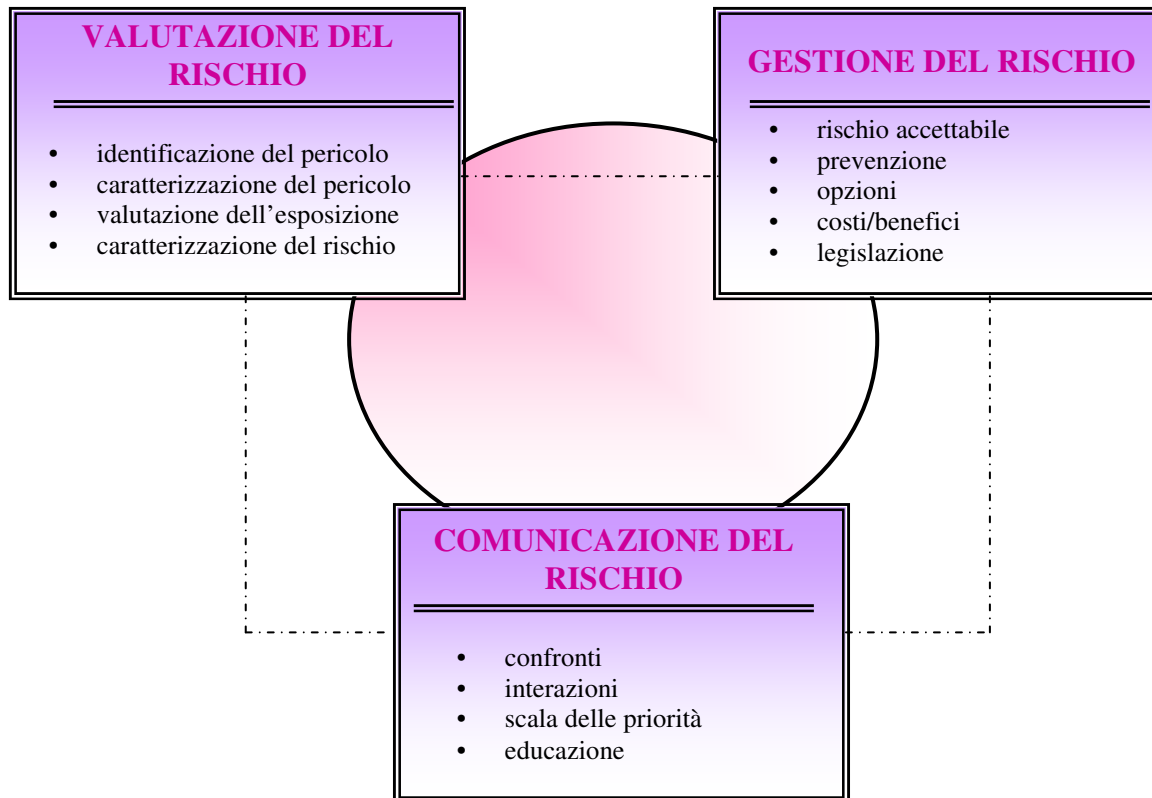 VALUTAZIONE DEL
RISCHIO
• identificazione del pericolo
• caratterizzazione del pericolo
• valutazione dell’esposizione
• caratterizzazione del rischio
GESTIONE DEL RISCHIO
• rischio accettabile
• prevenzione
• opzioni
• costi/benefici
• legislazione
COMUNICAZIONE DEL
RISCHIO
• confronti
• interazioni
• scala delle priorità
• educazione